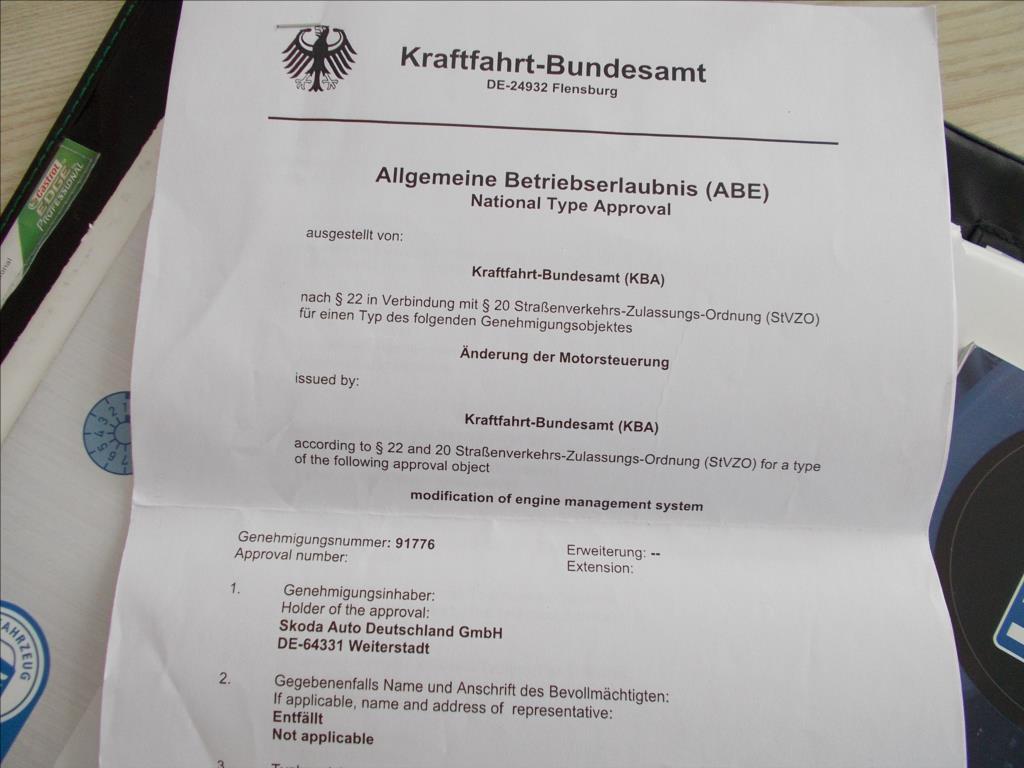 Kraftfahrt-Bundesamt
DE-24932 Flensburg
Allgemeine Betriebserlaubnis (ABE)
National Type Approval
ausgestellt von:
Kraftfahrt-Bundesamt (KBA)
nach § 22 in Verbindung mit § 20 Straßenverkehrs-Zulassungs-Ordnung (StVZO)
für einen Typ des folgenden Genehmigungsobjektes
Änderung der Motorsteuerung
issued by:
Kraftfahrt-Bundesamt (KBA)
according to § 22 and 20 Straßenverkehrs-Zulassungs-Ordnung (StVZO) for a type
of the following approval object
modification of engine management system
Genehmigungsnummer: 91776
Approval number:
Erweiterung: --
Extension:
1. Genehmigungsinhaber:
Holder of the approval:
Skoda Auto Deutschland GmbH
DE-64331 Weiterstadt
2. Gegebenenfalls Name und Anschrift des Bevollmächtigten:
If applicable, name and address of representative:
Entfällt
Not applicable
3.
Castrol
EDGE
PROFESSIONAL